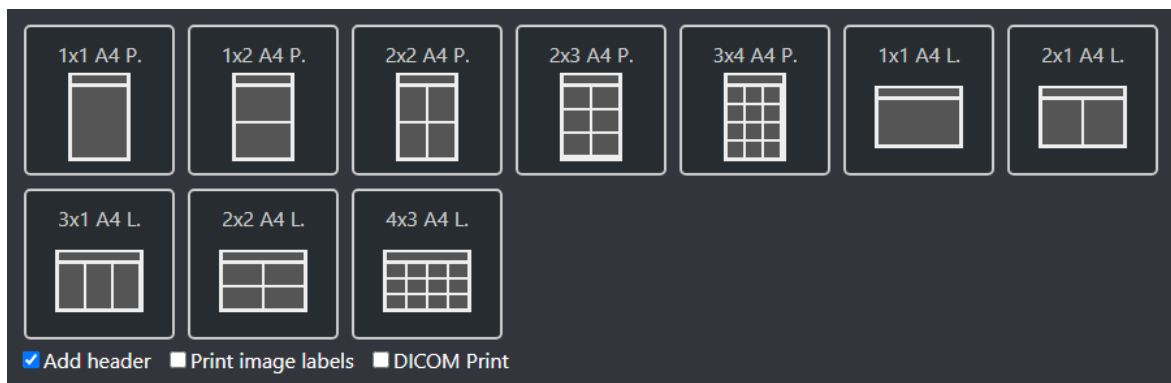 1x1 A4 P. 1x2 A4 P. 2x2 A4 P. 2x3 A4 P. 3x4 A4 P. 1x1 A4 L. 2x1 A4 L.
3x1 A4 L. 2x2 A4 L. 4x3 A4 L.
Add header Print image labels DICOM Print